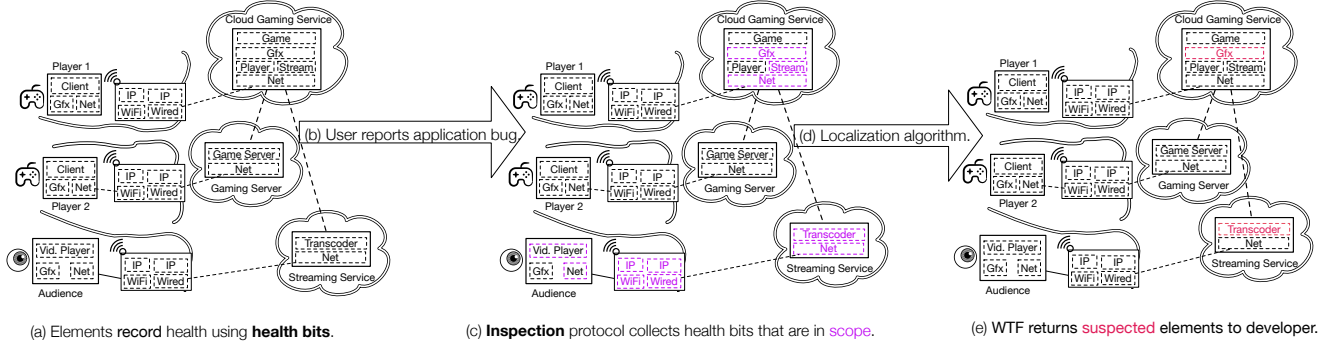 Cloud Gaming Service
Game
Gfx
Player Stream
Net
Player 1
Client
Gfx Net
IP IP
WiFi Wired
Game Server
Net
Gaming Server
Client
Gfx Net
Player 2
IP IP
WiFi Wired
Transcoder
Net
Streaming Service
Vid. Player
Gfx Net
Audience
IP IP
WiFi Wired
(a) Elements record health using health bits.
(b) User reports application bug.
Cloud Gaming Service
Game
Gfx
Player Stream
Net
Player 1
Client
Gfx Net
IP IP
WiFi Wired
Game Server
Net
Gaming Server
Client
Gfx Net
Player 2
IP IP
WiFi Wired
Transcoder
Net
Streaming Service
Vid. Player
Gfx Net
Audience
IP IP
WiFi Wired
(c) Inspection protocol collects health bits that are in scope.
(d) Localization algorithm.
Cloud Gaming Service
Game
Gfx
Player Stream
Net
Player 1
Client
Gfx Net
IP IP
WiFi Wired
Game Server
Net
Gaming Server
Client
Gfx Net
Player 2
IP IP
WiFi Wired
Transcoder
Net
Streaming Service
Vid. Player
Gfx Net
Audience
IP IP
WiFi Wired
(e) WTF returns suspected elements to developer.